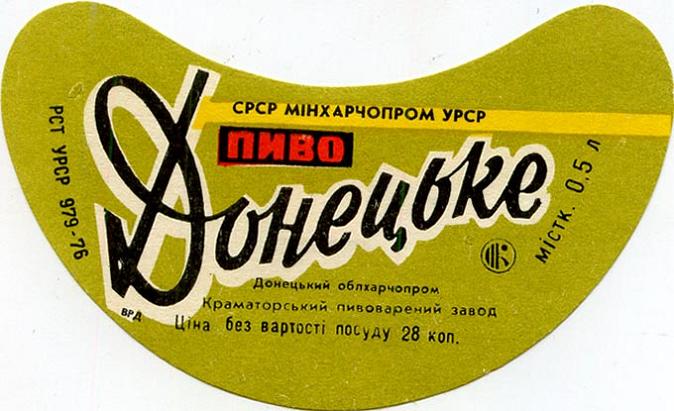 СРСР МІНХАРЧОПРОМ УРСР
ПИВО
Донецьке
РСТ УРСР 979-76
МІСТК. 0,5 л
Донецький облхарчопром
Краматорський пивоварений завод
Ціна без вартості посуду 28 коп.
ВРД